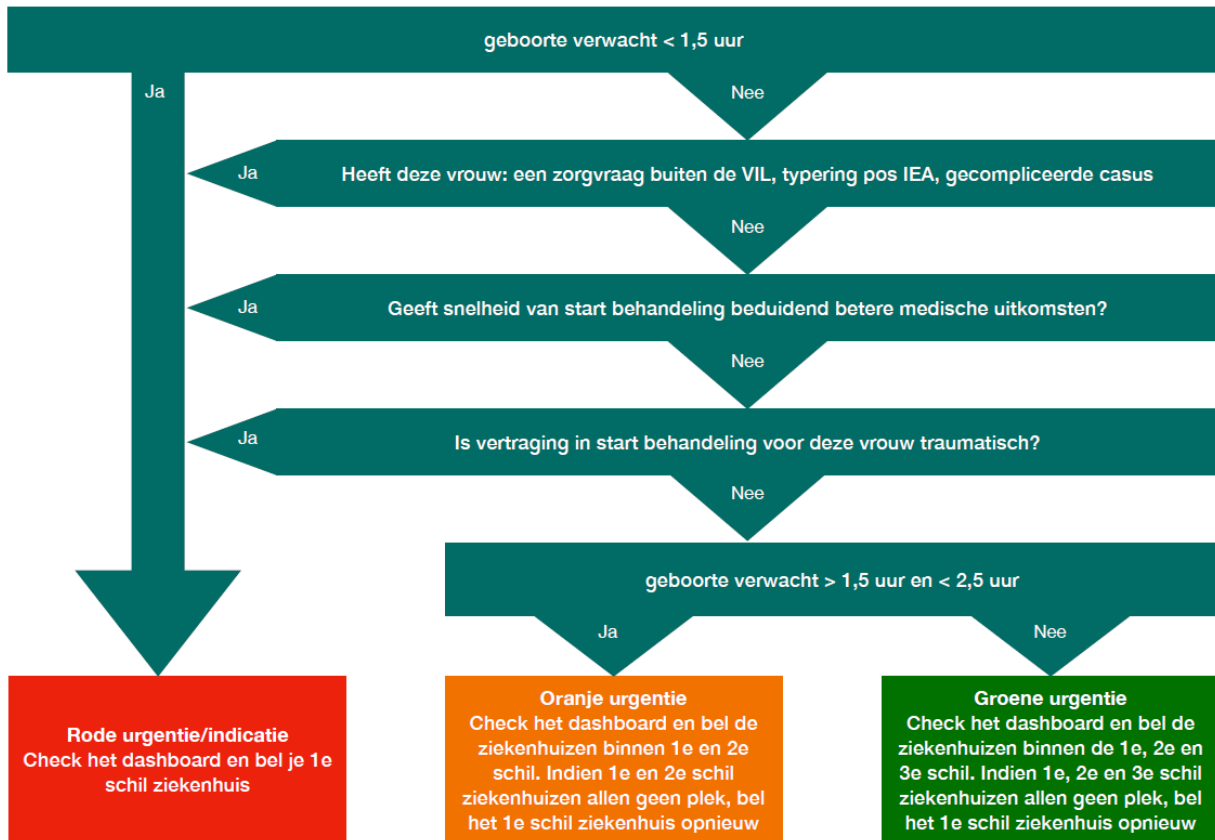 geboorte verwacht < 1,5 uur
Ja
Nee
Ja
Heeft deze vrouw: een zorgvraag buiten de VIL, typering pos IEA, gecompliceerde casus
Nee
Ja
Geeft snelheid van start behandeling beduidend betere medische uitkomsten?
Nee
Ja
Is vertraging in start behandeling voor deze vrouw traumatisch?
Nee
geboorte verwacht > 1,5 uur en < 2,5 uur
Ja
Nee
Rode urgentie/indicatie
Check het dashboard en bel je 1e
schil ziekenhuis
Oranje urgentie
Check het dashboard en bel de
ziekenhuizen binnen 1e en 2e
schil. Indien 1e en 2e schil
ziekenhuizen allen geen plek, bel
het 1e schil ziekenhuis opnieuw
Groene urgentie
Check het dashboard en bel de
ziekenhuizen binnen de 1e, 2e en
3e schil. Indien 1e, 2e en 3e schil
ziekenhuizen allen geen plek, bel
het 1e schil ziekenhuis opnieuw